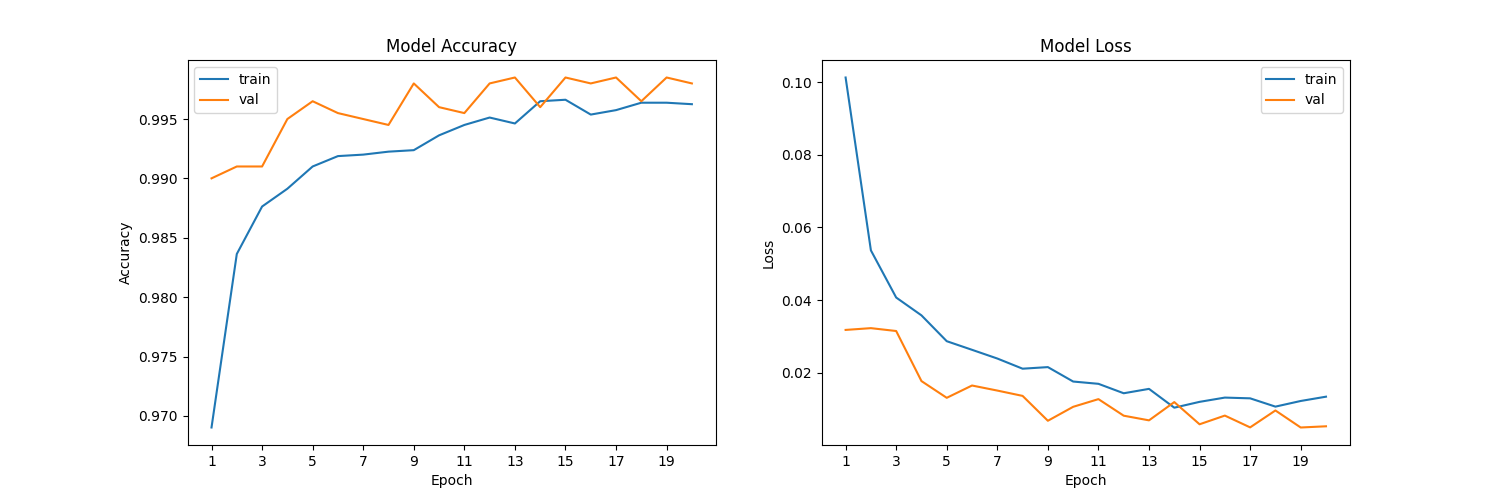 Model Accuracy
train
val
0.995
0.990
0.985
0.980
0.975
0.970
Accuracy
1 3 5 7 9 11 13 15 17 19
Epoch
Model Loss
train
val
0.10
0.08
0.06
0.04
0.02
Loss
1 3 5 7 9 11 13 15 17 19
Epoch